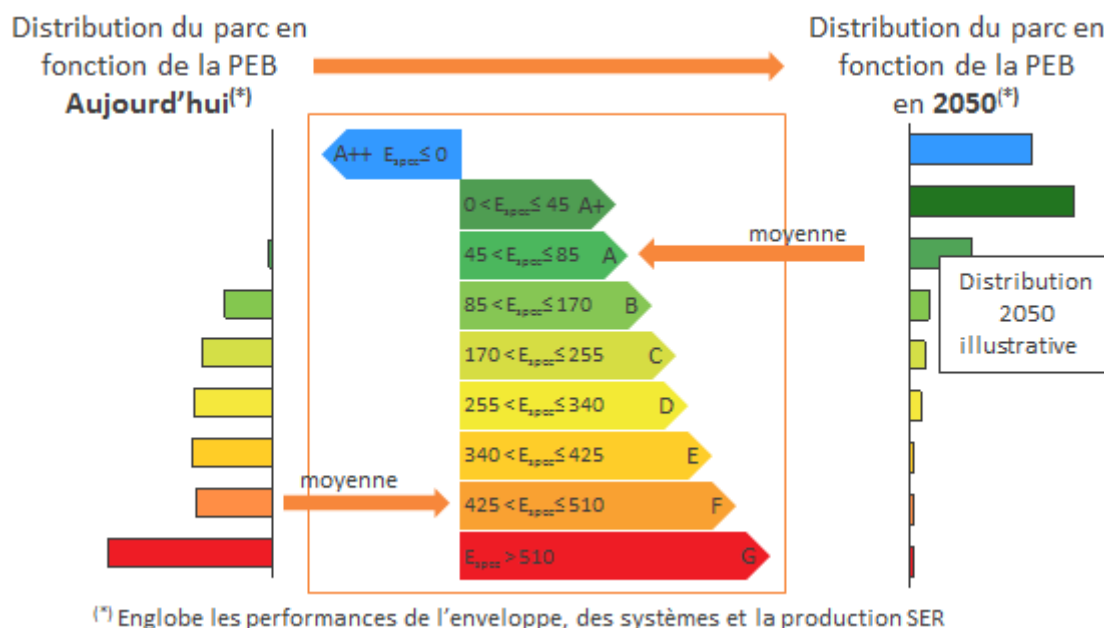 Distribution du parc en
fonction de la PEB
Aujourd'hui(*)
Distribution du parc en
fonction de la PEB
en 2050(*)
A++ Espec ≤ 0
0 < Espec ≤ 45 A+
45 < Espec ≤ 85 A
85 < Espec ≤ 170 B
170 < Espec ≤ 255 C
255 < Espec ≤ 340 D
340 < Espec ≤ 425 E
425 < Espec ≤ 510 F
Espec > 510 G
moyenne
moyenne
Distribution
2050
illustrative
(*) Englobe les performances de l'enveloppe, des systèmes et la production SER